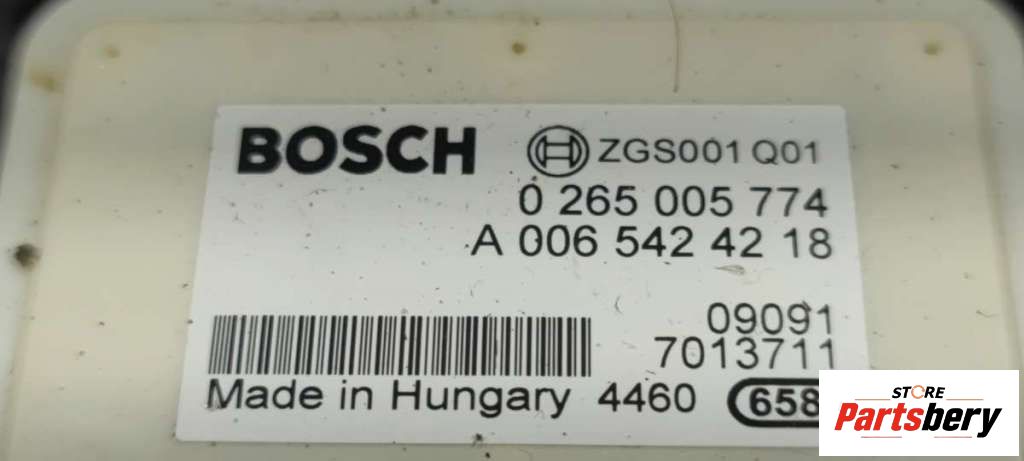 BOSCH ZGS001 Q01
0 265 005 774
A 006 542 42 18
09091
7013711
Made in Hungary 4460 658
STORE
Partsbery